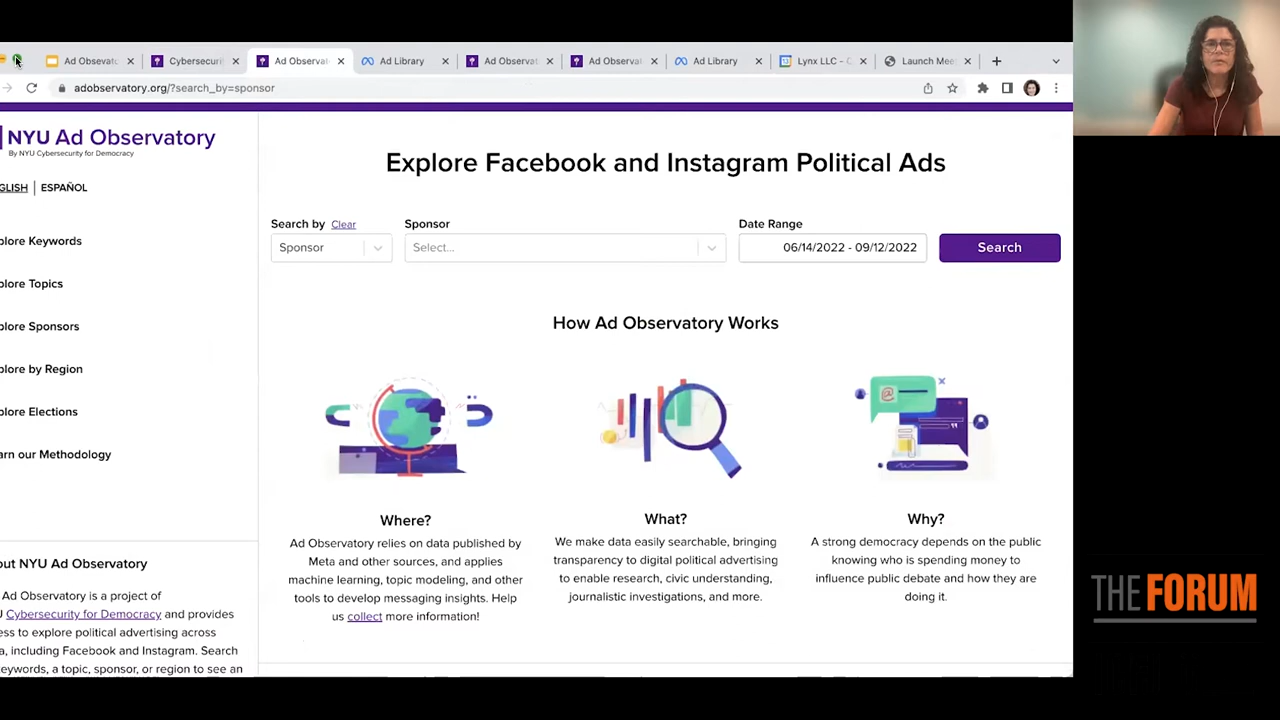 Ad Obsevato
Cybersecuri
Ad Observat
Ad Library
Ad Observat
Ad Observat
Ad Library
Lynx LLC - C
Launch Mee
adobservatory.org/?search_by=sponsor
NYU Ad Observatory
By NYU Cybersecurity for Democracy
GLISH | ESPAÑOL
plore Keywords
plore Topics
plore Sponsors
plore by Region
plore Elections
arn our Methodology
out NYU Ad Observatory
Ad Observatory is a project of
U Cybersecurity for Democracy and provides
ess to explore political advertising across
a, including Facebook and Instagram. Search
keywords, a topic, sponsor, or region to see an
Explore Facebook and Instagram Political Ads
Search by Clear
Sponsor
Date Range
Sponsor
Select...
06/14/2022 - 09/12/2022
Search
How Ad Observatory Works
Where?
Ad Observatory relies on data published by
Meta and other sources, and applies
machine learning, topic modeling, and other
tools to develop messaging insights. Help
us collect more information!
What?
We make data easily searchable, bringing
transparency to digital political advertising
to enable research, civic understanding,
journalistic investigations, and more.
Why?
A strong democracy depends on the public
knowing who is spending money to
influence public debate and how they are
doing it.
THE FORUM